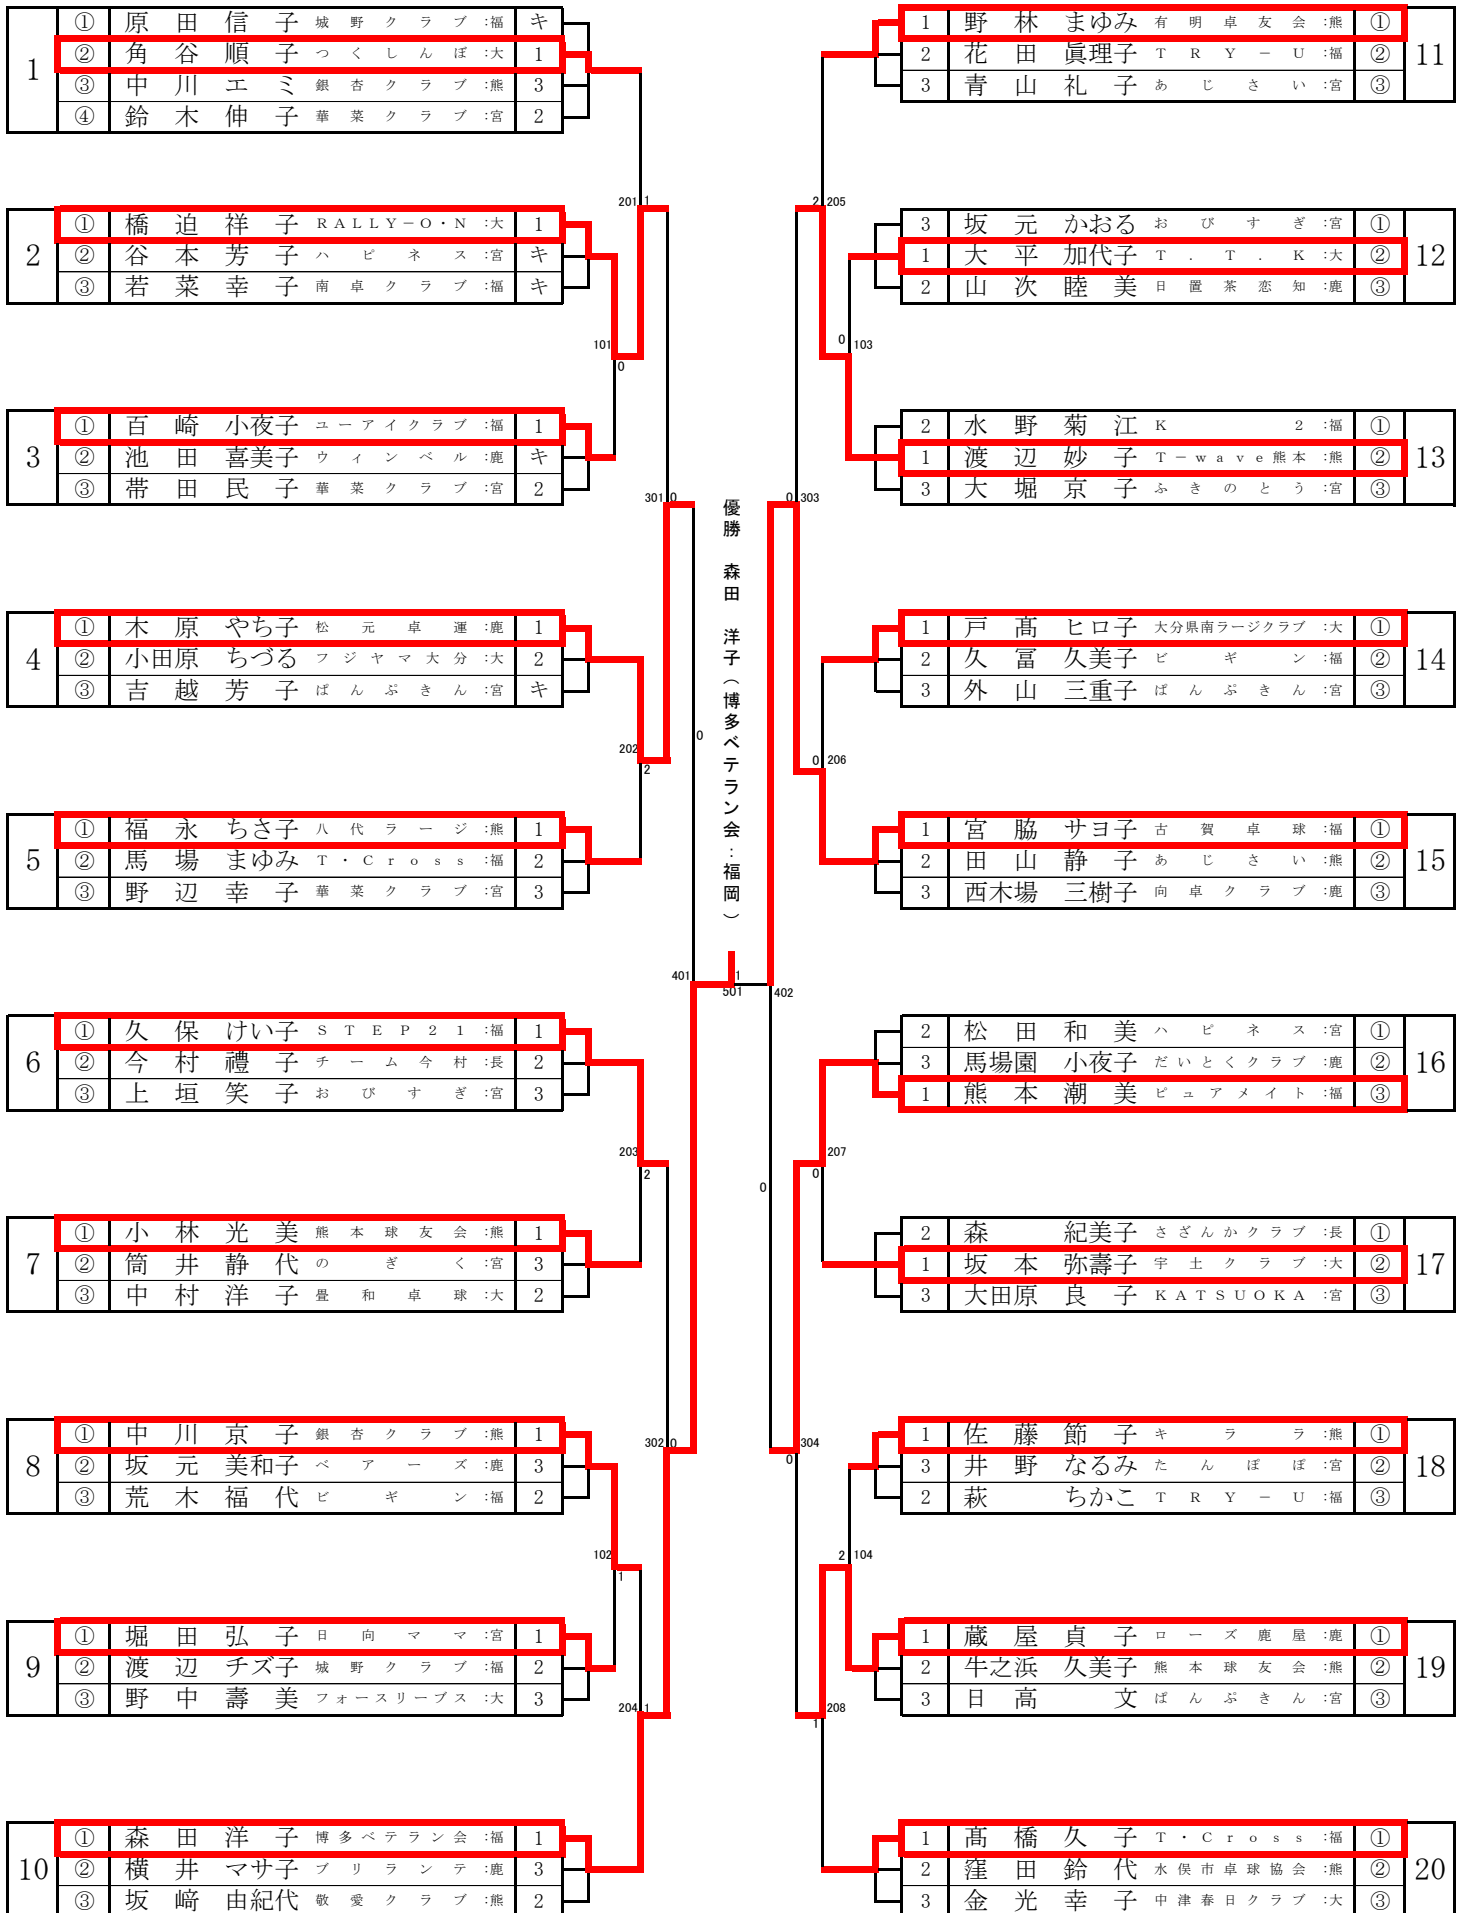 1
① 原田信子 城野クラブ :福 キ
② 角谷順子 つくしんぼ :大 1
③ 中川エミ 銀杏クラブ :熊 3
④ 鈴木伸子 華菜クラブ :宮 2
201 1
2
① 橋迫祥子 RALLY-O・N :大 1
② 谷本芳子 ハピネス :宮 キ
③ 若菜幸子 南卓クラブ :福 キ
101
0
3
① 百崎小夜子 ユーアイクラブ :福 1
② 池田喜美子 ウィンベル :鹿 キ
③ 帯田民子 華菜クラブ :宮 2
301 0
4
① 木原やち子 松元卓運 :鹿 1
② 小田原ちづる フジヤマ大分 :大 2
③ 吉越芳子 ぱんぷきん :宮 キ
0
202
2
5
① 福永ちさ子 八代ラージ :熊 1
② 馬場まゆみ T・Cross :福 2
③ 野辺幸子 華菜クラブ :宮 3
401
6
① 久保けい子 STEP21 :福 1
② 今村禮子 チーム今村 :長 2
③ 上垣笑子 おびすぎ :宮 3
203
2
7
① 小林光美 熊本球友会 :熊 1
② 筒井静代 のぎく :宮 3
③ 中村洋子 畳和卓球 :大 2
8
① 中川京子 銀杏クラブ :熊 1
② 坂元美和子 ベアーズ :鹿 3
③ 荒木福代 ビギン :福 2
302 0
102
1
9
① 堀田弘子 日向ママ :宮 1
② 渡辺チズ子 城野クラブ :福 2
③ 野中壽美 フォースリーブス :大 3
204 1
10
① 森田洋子 博多ベテラン会 :福 1
② 横井マサ子 ブリランテ :鹿 3
③ 坂﨑由紀代 敬愛クラブ :熊 2
優勝 森田 洋子(博多ベテラン会:福岡)
1
501
11
1 野林まゆみ 有明卓友会 :熊 ①
2 花田眞理子 TRY-U :福 ②
3 青山礼子 あじさい :宮 ③
2 205
12
3 坂元かおる おびすぎ :宮 ①
1 大平加代子 T.T.K :大 ②
2 山次睦美 日置茶恋知 :鹿 ③
0 103
13
2 水野菊江 K2 :福 ①
1 渡辺妙子 T-wave熊本 :熊 ②
3 大堀京子 ふきのとう :宮 ③
0 303
14
1 戸髙ヒロ子 大分県南ラージクラブ :大 ①
2 久冨久美子 ビギン :福 ②
3 外山三重子 ぱんぷきん :宮 ③
0 206
15
1 宮脇サヨ子 古賀卓球 :福 ①
2 田山静子 あじさい :熊 ②
3 西木場三樹子 向卓クラブ :鹿 ③
402
16
2 松田和美 ハピネス :宮 ①
3 馬場園小夜子 だいとくクラブ :鹿 ②
1 熊本潮美 ピュアメイト :福 ③
207
0
0
17
2 森紀美子 さざんかクラブ :長 ①
1 坂本弥壽子 宇土クラブ :大 ②
3 大田原良子 KATSUOKA :宮 ③
18
1 佐藤節子 キララ :熊 ①
3 井野なるみ たんぽぽ :宮 ②
2 萩ちかこ TRY-U :福 ③
304
0
2 104
19
1 蔵屋貞子 ローズ鹿屋 :鹿 ①
2 牛之浜久美子 熊本球友会 :熊 ②
3 日高文 ぱんぷきん :宮 ③
208
1
20
1 髙橋久子 T・Cross :福 ①
2 窪田鈴代 水俣市卓球協会 :熊 ②
3 金光幸子 中津春日クラブ :大 ③